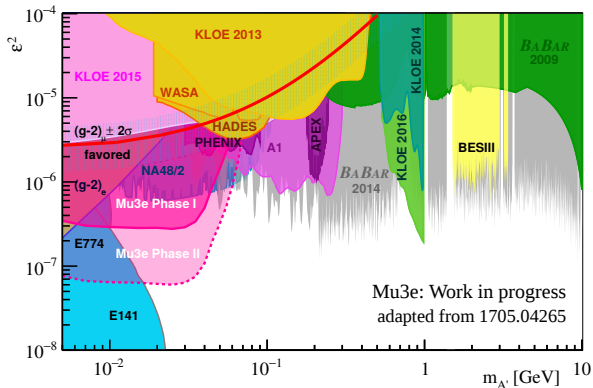 ε²
10⁻⁴
10⁻⁵
10⁻⁶
10⁻⁷
10⁻⁸
KLOE 2013
KLOE 2014
BABAR
2009
KLOE 2015
WASA
HADES
(g-2)μ ± 2σ
favored
PHENIX
A1
APEX
KLOE 2016
BESIII
NA48/2
BABAR
2014
(g-2)e
Mu3e Phase I
E774
Mu3e Phase II
E141
Mu3e: Work in progress
adapted from 1705.04265
10⁻² 10⁻¹ 1 10
mA' [GeV]